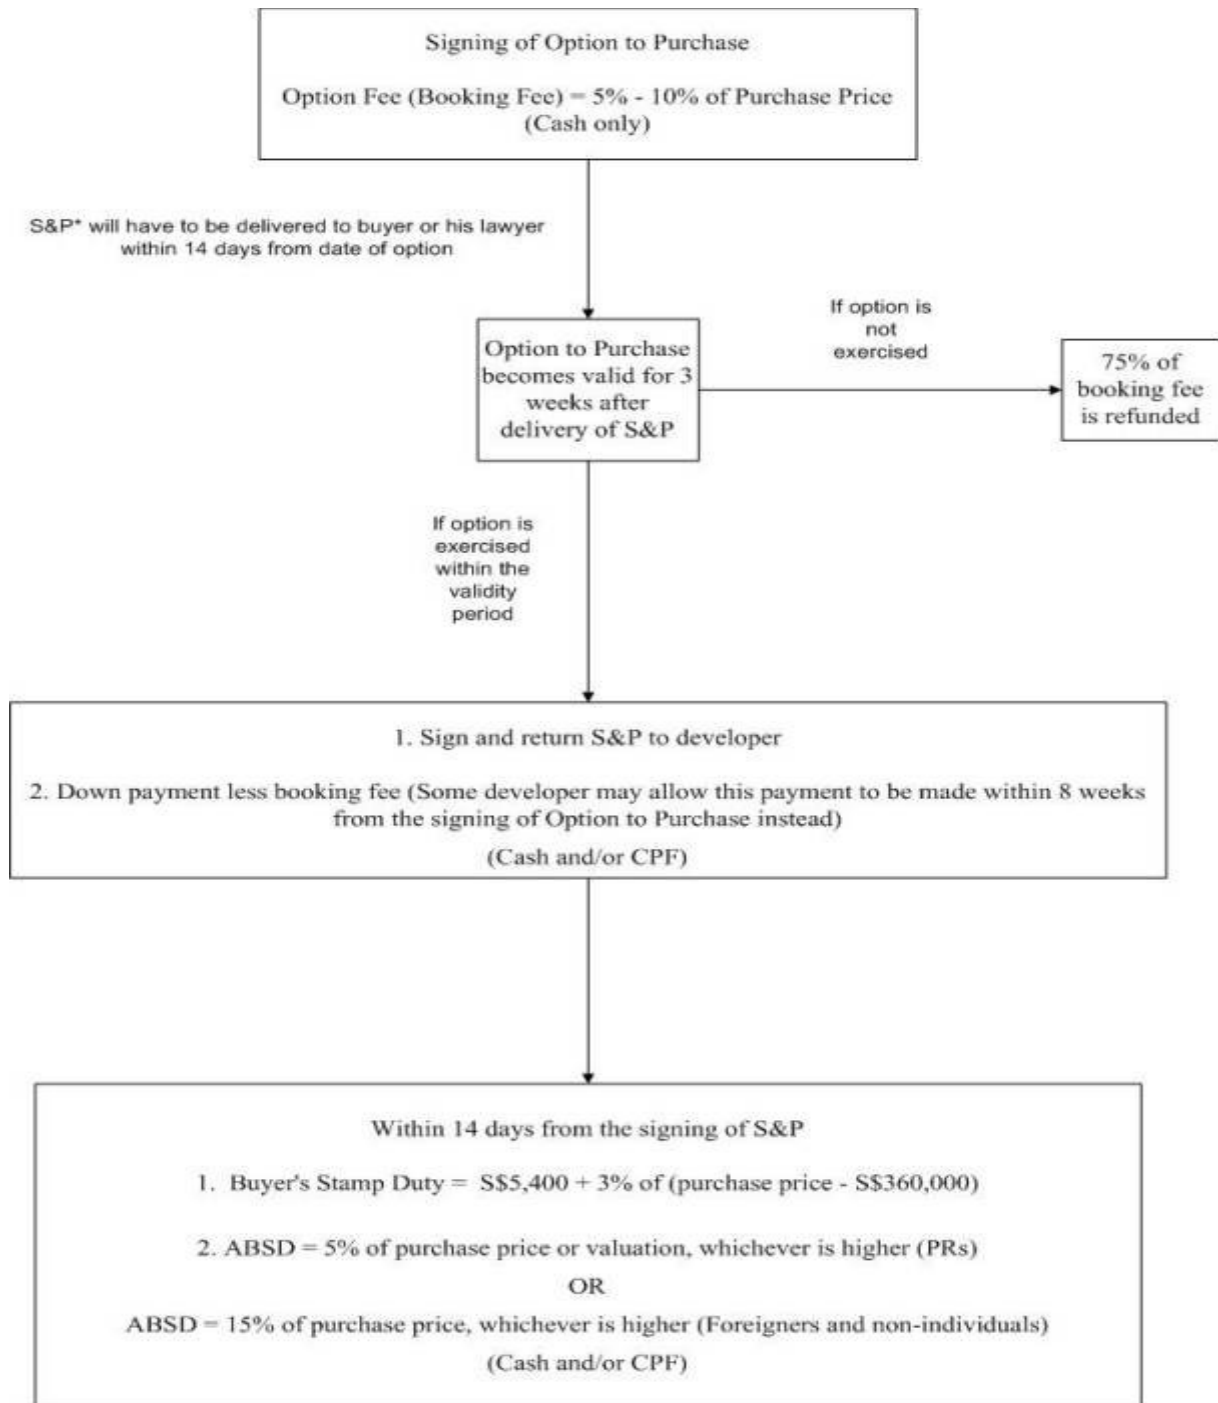 Signing of Option to Purchase
Option Fee (Booking Fee) = 5% - 10% of Purchase Price
(Cash only)
S&P* will have to be delivered to buyer or his lawyer
within 14 days from date of option
If option is
not
exercised
Option to Purchase
becomes valid for 3
weeks after
delivery of S&P
75% of
booking fee
is refunded
If option is
exercised
within the
validity
period
1. Sign and return S&P to developer
2. Down payment less booking fee (Some developer may allow this payment to be made within 8 weeks
from the signing of Option to Purchase instead)
(Cash and/or CPF)
Within 14 days from the signing of S&P
1. Buyer's Stamp Duty = S$5,400 + 3% of (purchase price - S$360,000)
2. ABSD = 5% of purchase price or valuation, whichever is higher (PRs)
OR
ABSD = 15% of purchase price, whichever is higher (Foreigners and non-individuals)
(Cash and/or CPF)